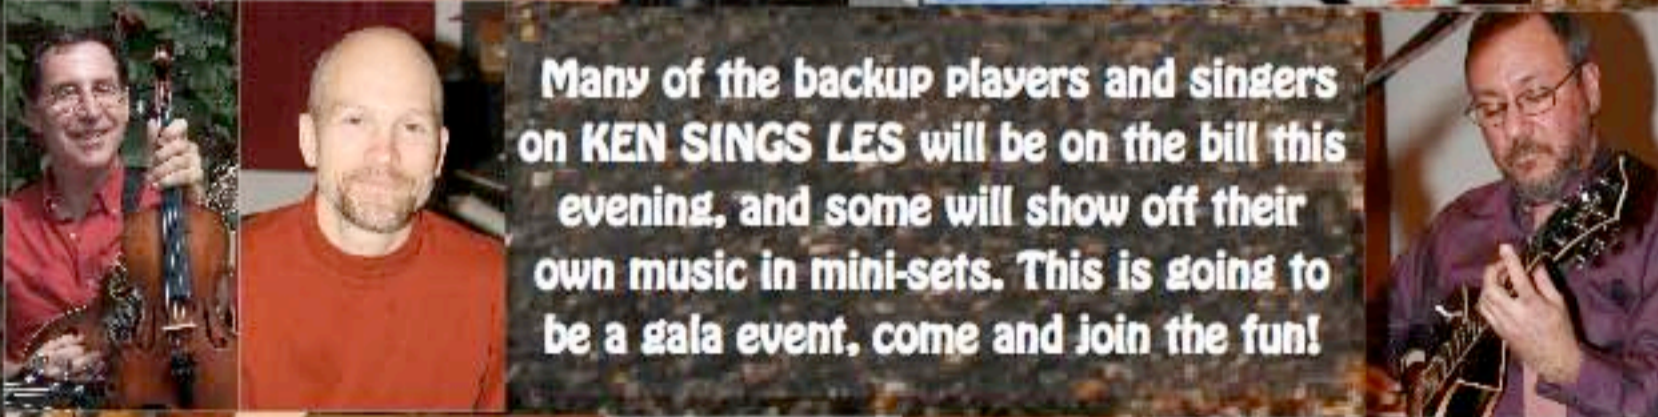 Many of the backup players and singers
on KEN SINGS LES will be on the bill this
evening, and some will show off their
own music in mini-sets. This is going to
be a gala event, come and join the fun!